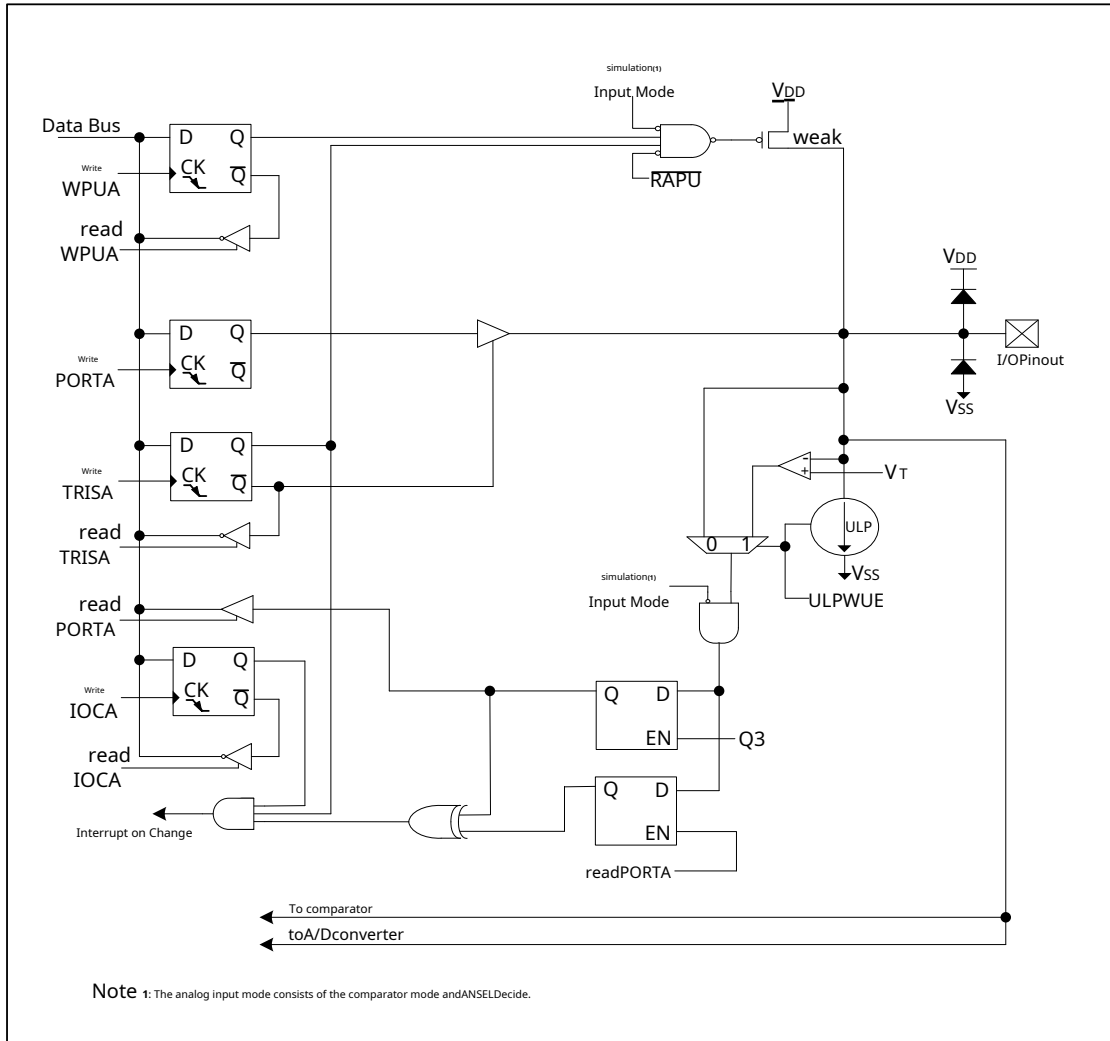 simulation(1)
Input Mode
VDD
Data Bus
D Q
weak
Write
CK
Q
WPUA
RAPU
read
WPUA
VDD
D Q
Write
CK
Q
PORTA
I/OPinout
VSS
D Q
- 
+
VT
Write
CK
Q
TRISA
ULP
read
TRISA
0 1
VSS
simulation(1)
Input Mode
ULPWUE
read
PORTA
D Q
Q D
Write
CK
Q
IOCA
EN
Q3
read
IOCA
Q D
EN
Interrupt on Change
readPORTA
To comparator
toA/Dconverter
Note 1: The analog input mode consists of the comparator mode andANSELDecide.